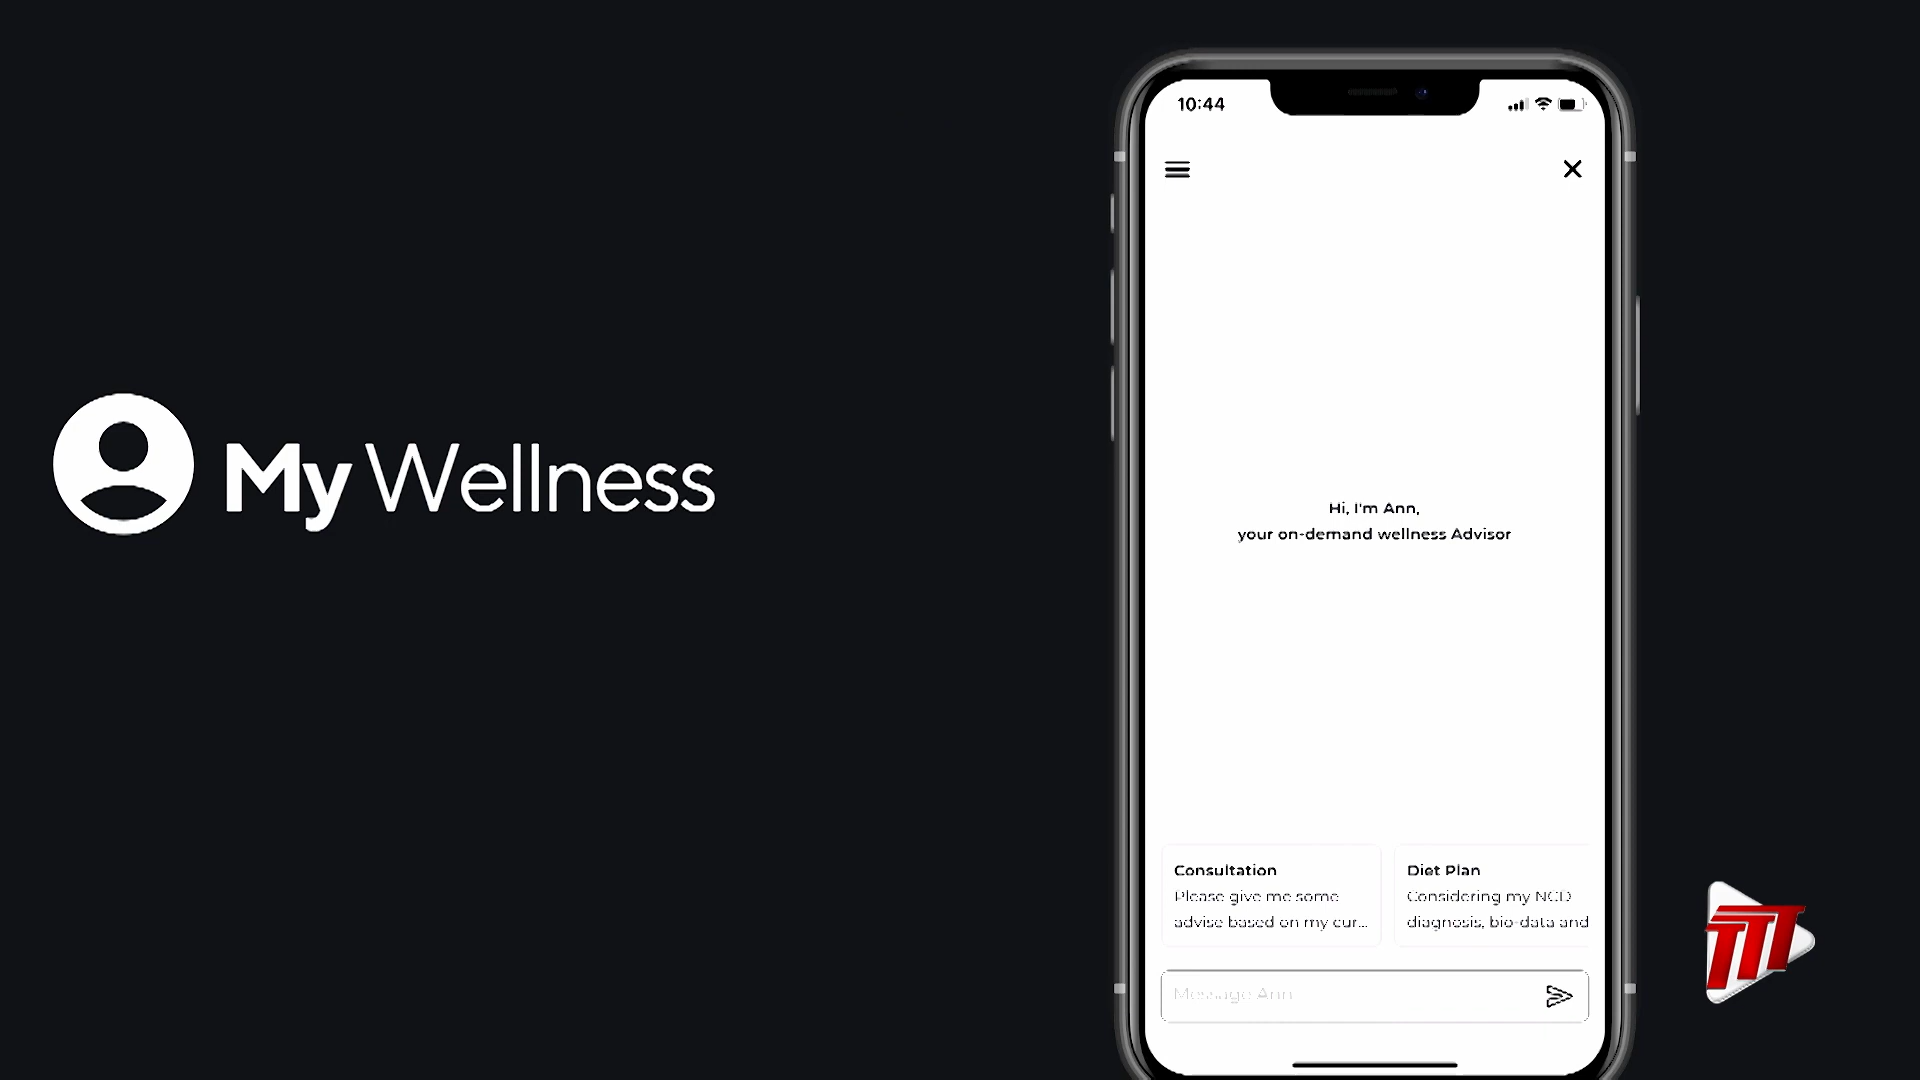 My Wellness
10:44
Hi, I'm Ann,
your on-demand wellness Advisor
Consultation
Please give me some
advise based on my cur...
Diet Plan
Considering my NCD
diagnosis, bio-data and
Message Ann
TTT